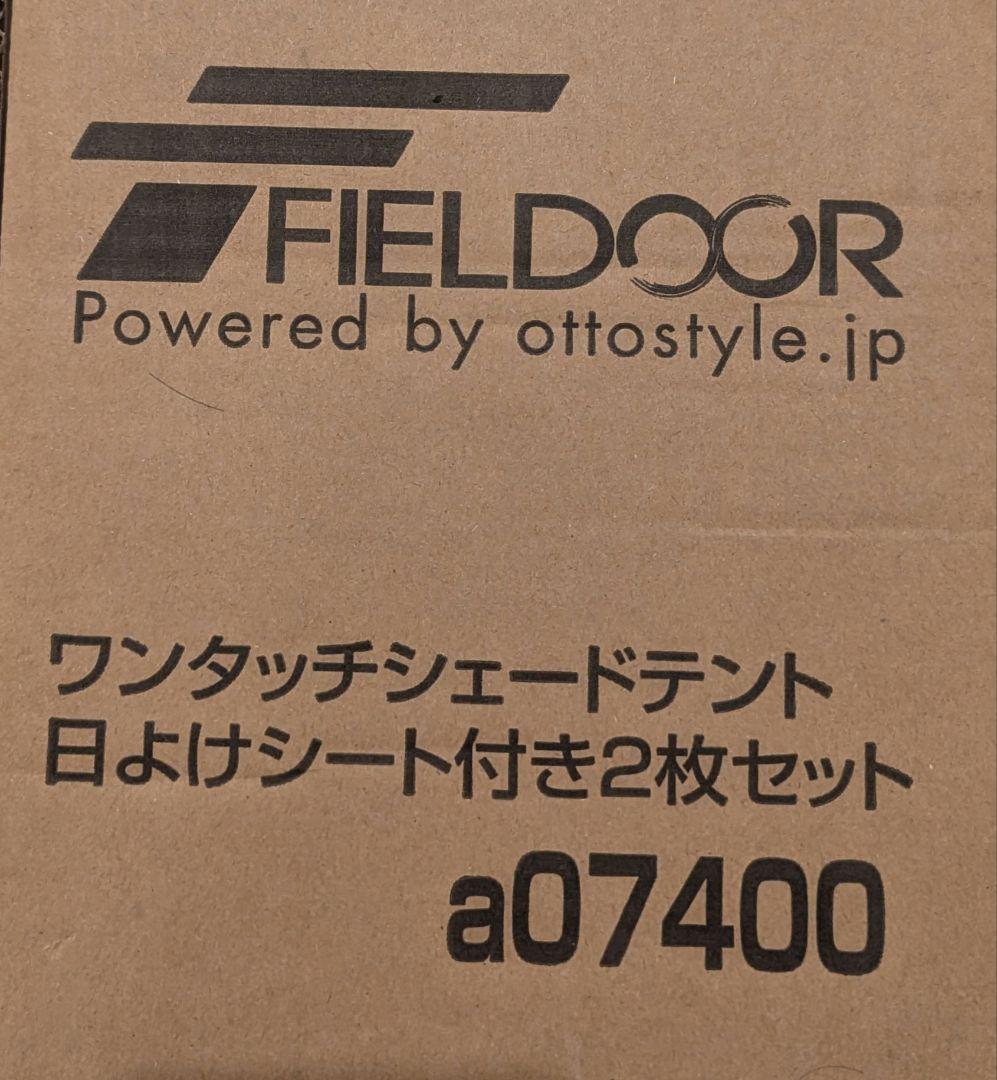 FIELDOOR
Powered by ottostyle.jp
ワンタッチシェードテント
日よけシート付き2枚セット
a07400